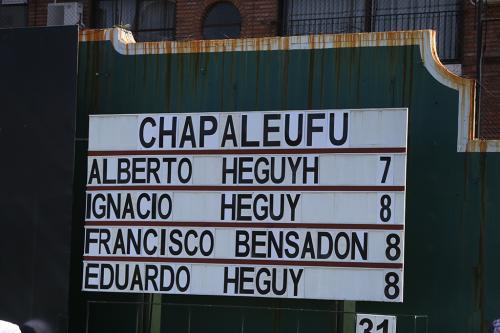 CHAPALEUFU
ALBERTO HEGUYH 7
IGNACIO HEGUY 8
FRANCISCO BENSADON 8
EDUARDO HEGUY 8
31